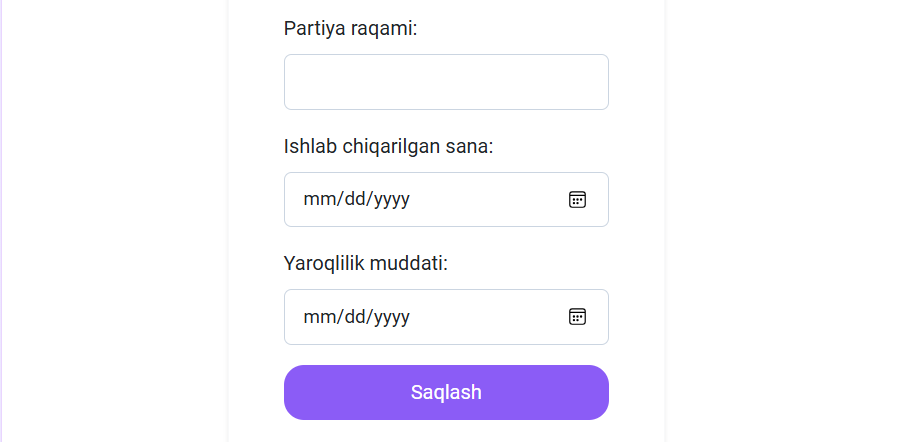 Partiya raqami:
Ishlab chiqarilgan sana:
mm/dd/yyyy
Yaroqlilik muddati:
mm/dd/yyyy
Saqlash